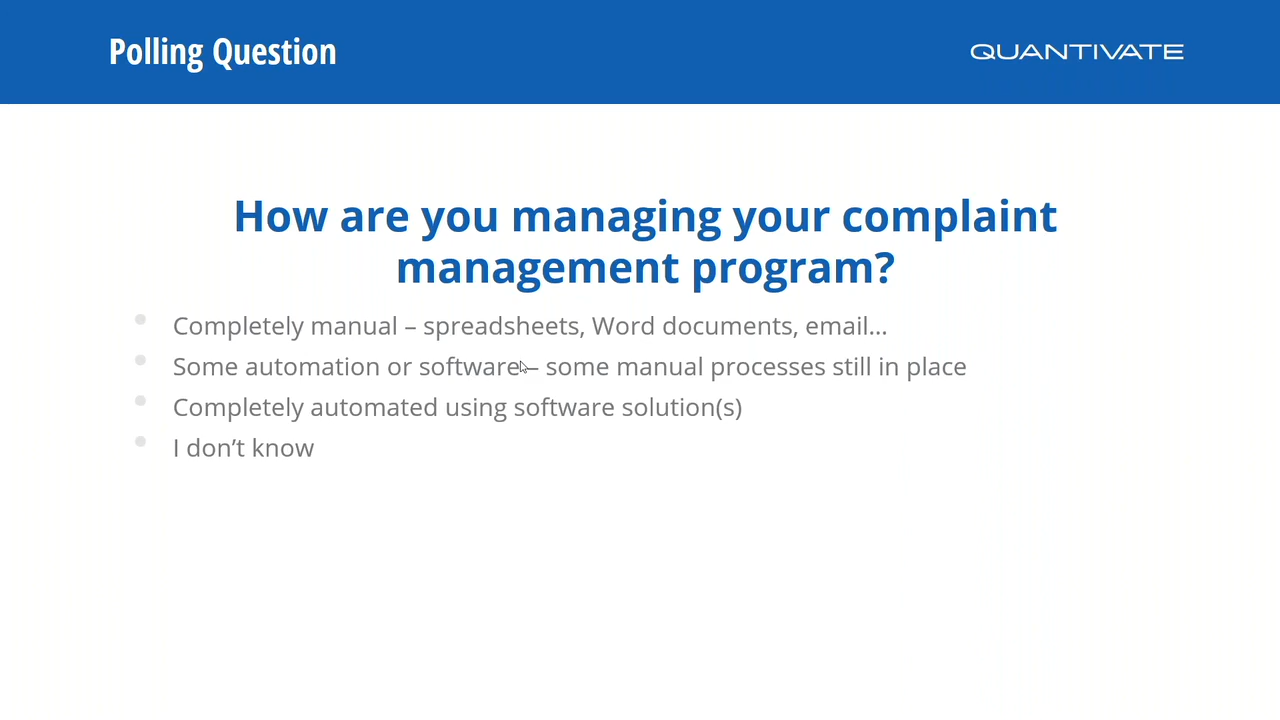 Polling Question
QUANTIVATE
How are you managing your complaint
management program?
Completely manual – spreadsheets, Word documents, email...
Some automation or software – some manual processes still in place
Completely automated using software solution(s)
I don’t know